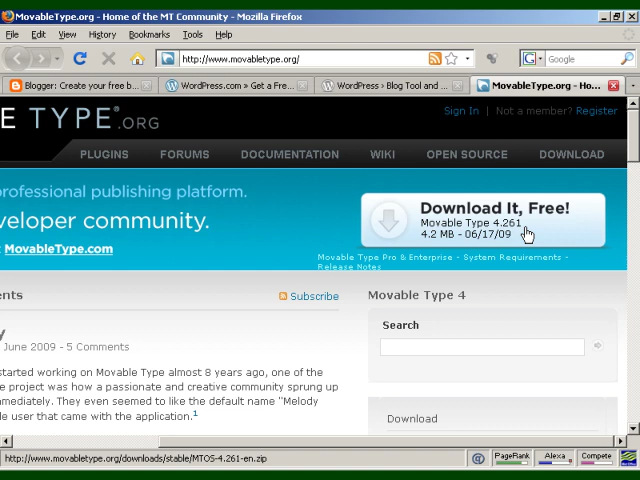 MovableType.org - Home of the MT Community - Mozilla Firefox
File Edit View History Bookmarks Tools Help
http://www.movabletype.org/
Google
Blogger: Create your free b...
WordPress.com » Get a Free...
WordPress › Blog Tool and ...
MovableType.org - Ho...
E TYPE.ORG
Sign In | Not a member? Register
PLUGINS FORUMS DOCUMENTATION WIKI OPEN SOURCE DOWNLOAD
professional publishing platform.
veloper community.
MovableType.com
Download It, Free!
Movable Type 4.261
4.2 MB - 06/17/09
Movable Type Pro & Enterprise - System Requirements -
Release Notes
ents
Subscribe
Movable Type 4
y
June 2009 - 5 Comments
Search
started working on Movable Type almost 8 years ago, one of the
e project was how a passionate and creative community sprung up
mediately. They even seemed to like the default name "Melody
le user that came with the application.1
Download
http://www.movabletype.org/downloads/stable/MTOS-4.261-en.zip
PageRank
Alexa
Compete